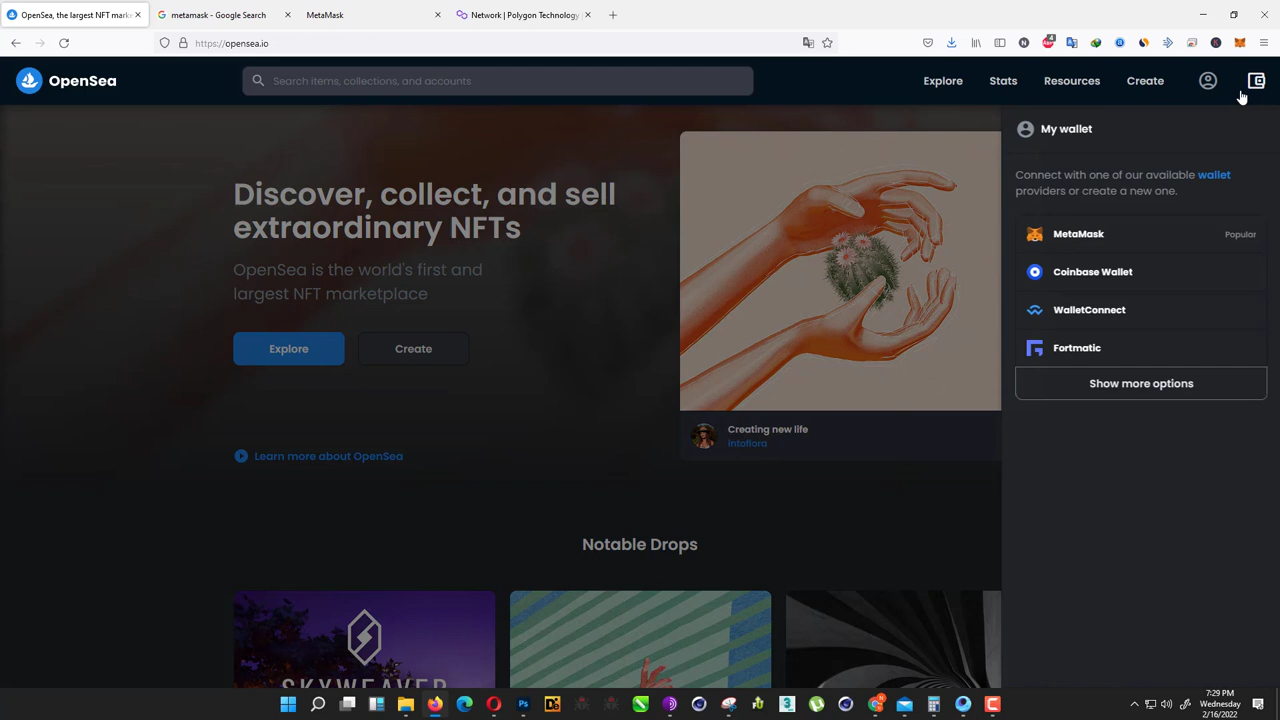 OpenSea, the largest NFT mark
metamask - Google Search
MetaMask
Network | Polygon Technology
https://opensea.io
4
OpenSea
Search items, collections, and accounts
Explore
Stats
Resources
Create
My wallet
Connect with one of our available wallet
providers or create a new one.
MetaMask
Popular
Coinbase Wallet
WalletConnect
Fortmatic
Show more options
Discover, collect, and sell
extraordinary NFTs
OpenSea is the world's first and
largest NFT marketplace
Explore
Create
Learn more about OpenSea
Creating new life
intoflora
Notable Drops
SKYWEAVER
7:29 PM
Wednesday
2/16/2022